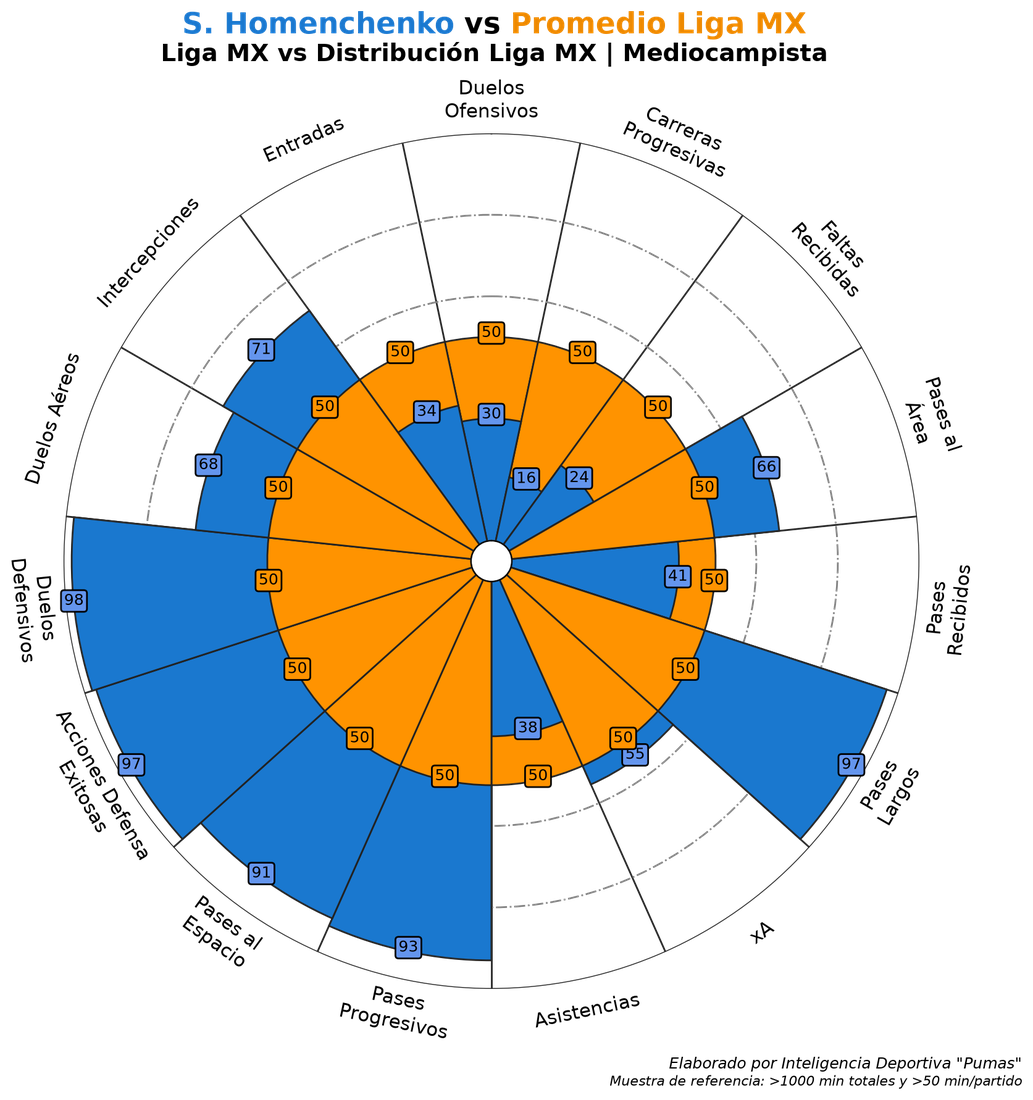 S. Homenchenko vs Promedio Liga MX
Liga MX vs Distribución Liga MX | Mediocampista
Duelos
Ofensivos
30
50
Carreras
Progresivas
16
50
Faltas
Recibidas
24
50
Pases al
Área
66
50
Pases
Recibidos
41
50
Pases
Largos
97
50
xA
55
50
Asistencias
38
50
Pases
Progresivos
93
50
Pases al
Espacio
91
50
Acciones Defensa
Exitosas
97
50
Duelos
Defensivos
98
50
Duelos Aéreos
68
50
Intercepciones
71
50
Entradas
34
50
Elaborado por Inteligencia Deportiva "Pumas"
Muestra de referencia: >1000 min totales y >50 min/partido